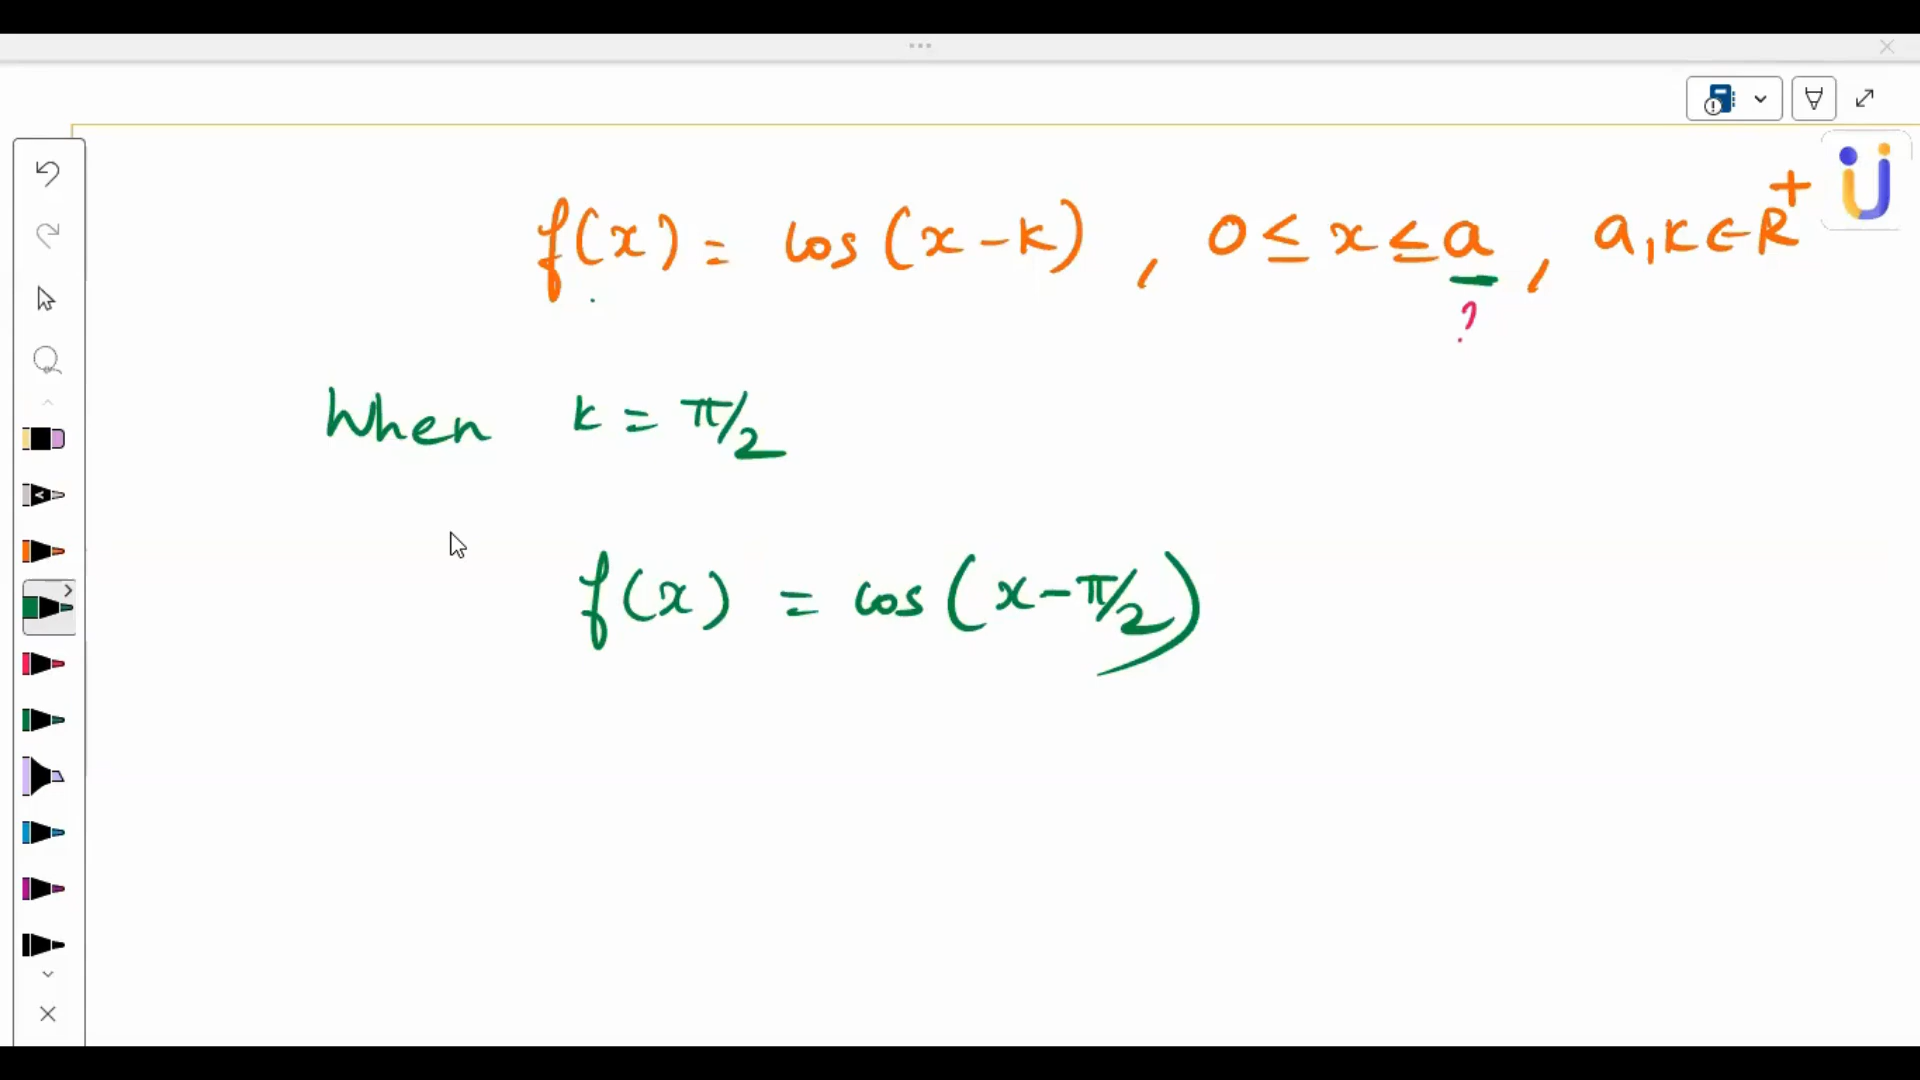 f(x) = cos(x-k), 0 ≤ x ≤ a, a,k ∈ R⁺
?
When k = π/2
f(x) = cos(x-π/2)